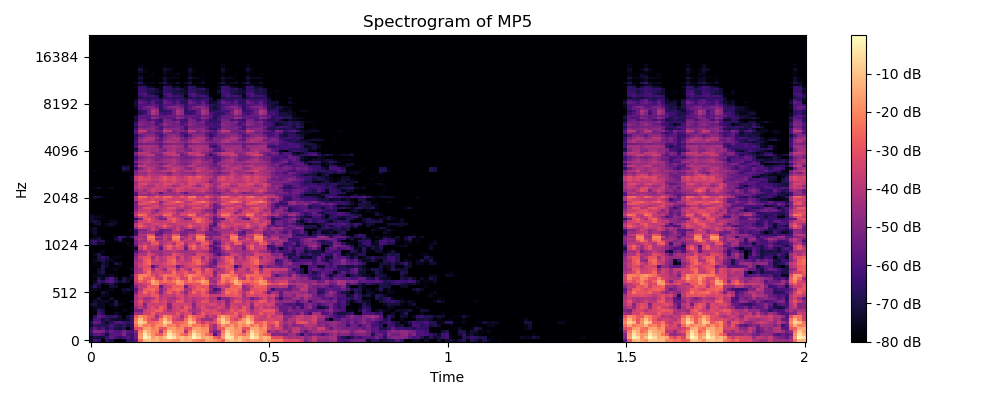 Spectrogram of MP5
16384
8192
4096
2048
1024
512
0
Hz
0
0.5
1
1.5
2
Time
-10 dB
-20 dB
-30 dB
-40 dB
-50 dB
-60 dB
-70 dB
-80 dB